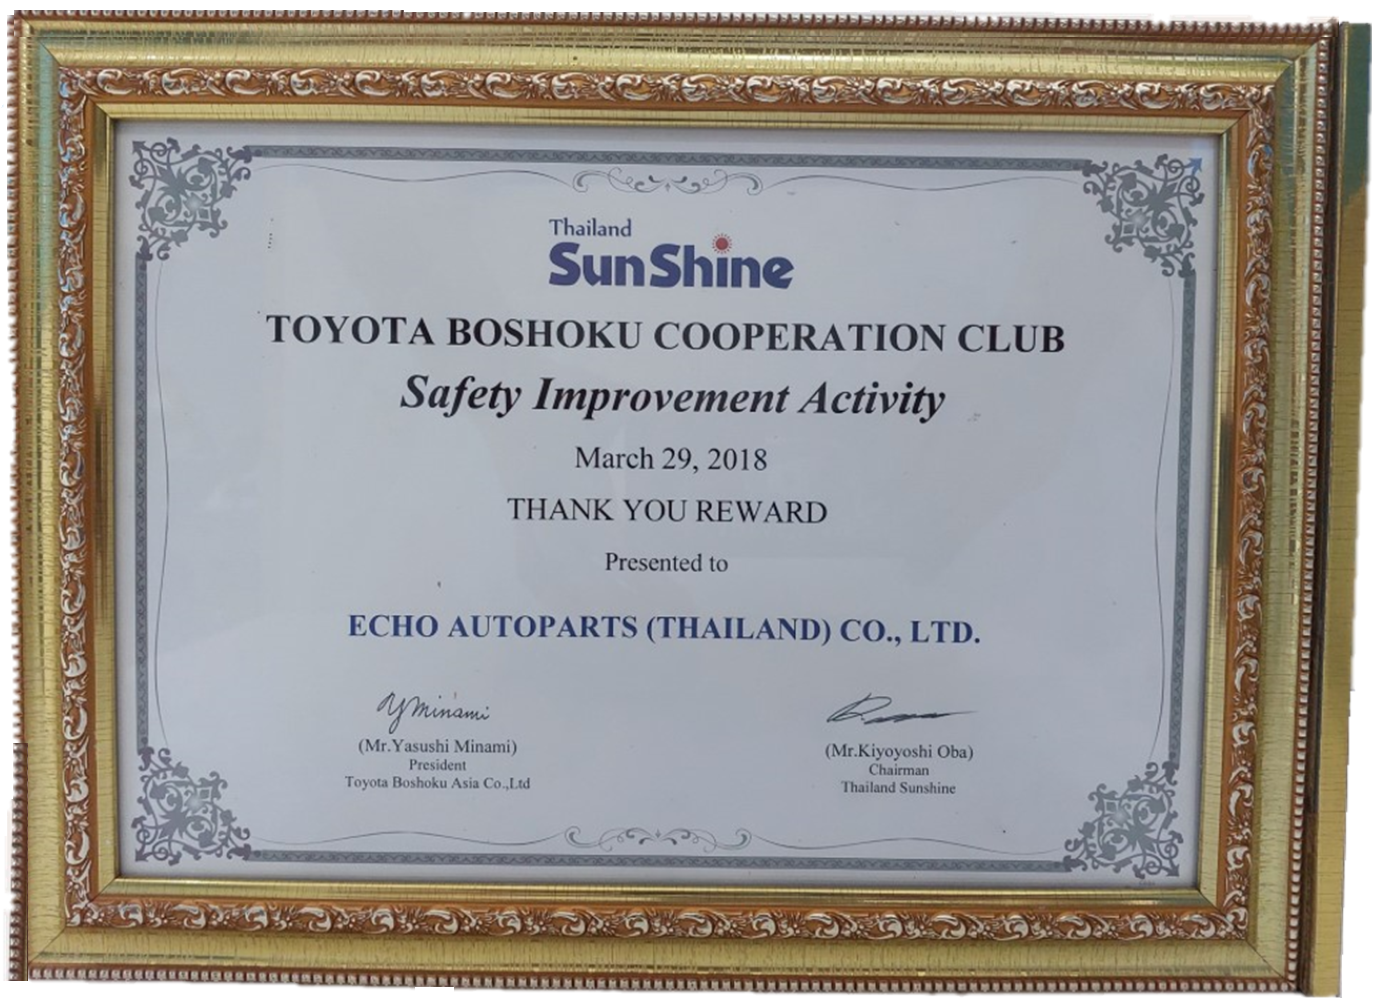 Thailand
SunShine
TOYOTA BOSHOKU COOPERATION CLUB
Safety Improvement Activity
March 29, 2018
THANK YOU REWARD
Presented to
ECHO AUTOPARTS (THAILAND) CO., LTD.
yminami
(Mr.Yasushi Minami)
President
Toyota Boshoku Asia Co.,Ltd
(Mr.Kiyoyoshi Oba)
Chairman
Thailand Sunshine